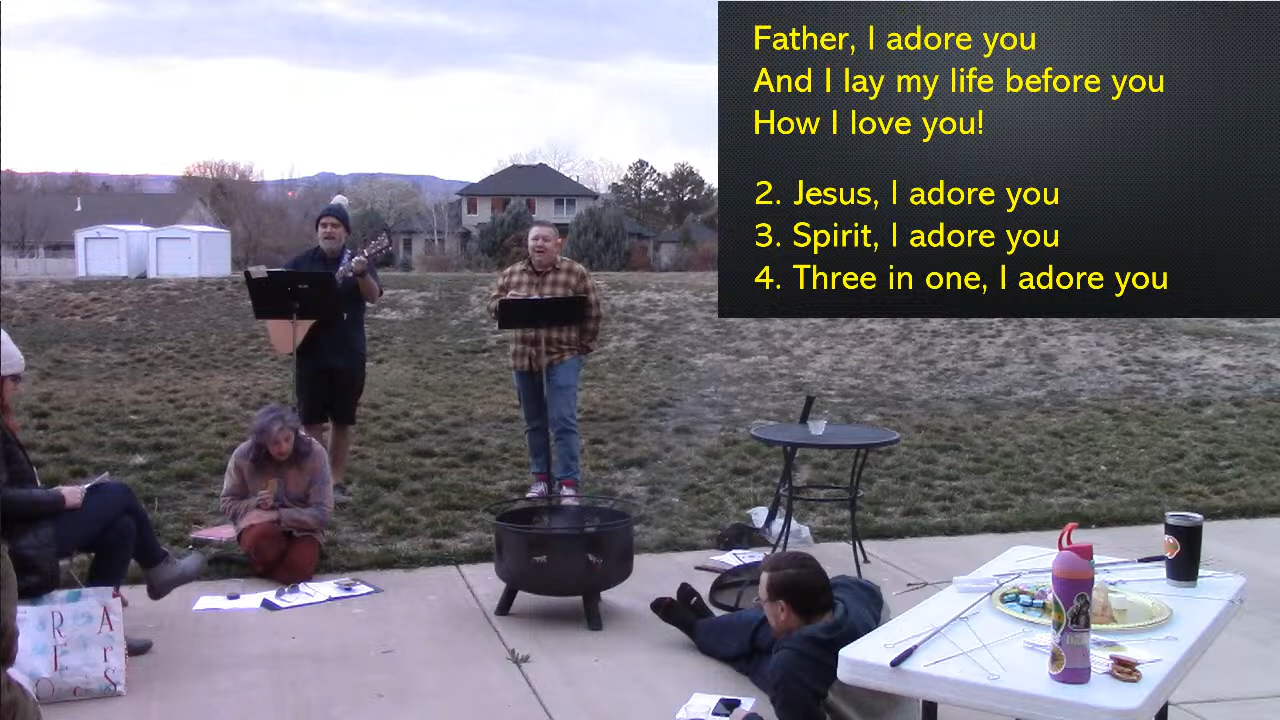 Father, I adore you
And I lay my life before you
How I love you!
2. Jesus, I adore you
3. Spirit, I adore you
4. Three in one, I adore you